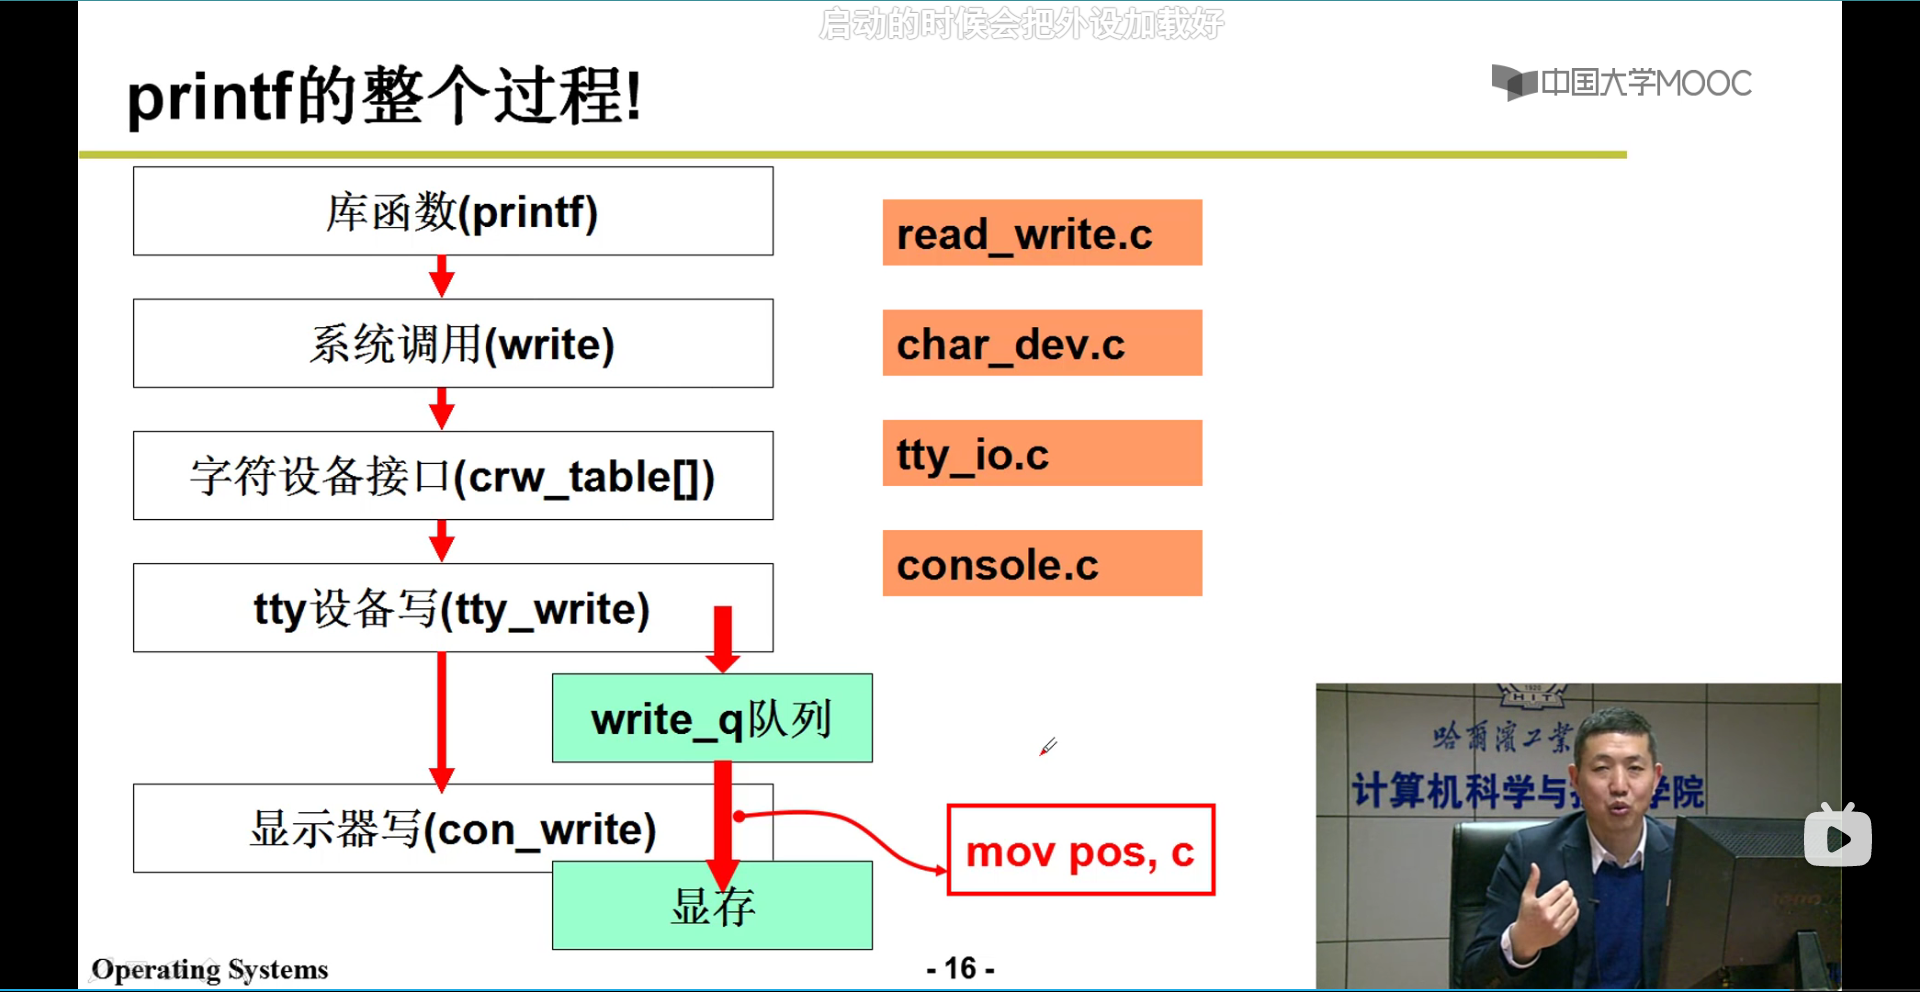 启动的时候会把外设加载好
printf的整个过程!
中国大学MOOC
库函数(printf)
read_write.c
系统调用(write)
char_dev.c
字符设备接口(crw_table[])
tty_io.c
tty设备写(tty_write)
console.c
write_q队列
显示器写(con_write)
mov pos, c
显存
HIT
哈爾濱工業
计算机科学与
学院
Operating Systems
- 16 -